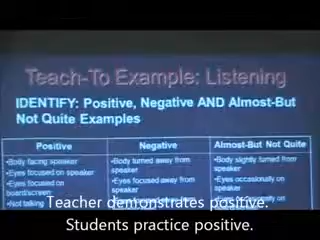 Teach-To Example: Listening
IDENTIFY: Positive, Negative AND Almost-But
Not Quite Examples
Positive Negative Almost-But Not Quite
•Body facing speaker
•Eyes focused on speaker
•Eyes focused on board/screen
•Not talking
•Body turned away from speaker
•Eyes focused away from
•Body slightly turned from speaker
•Eyes occasionally on speaker
Teacher demonstrates positive.
Students practice positive.